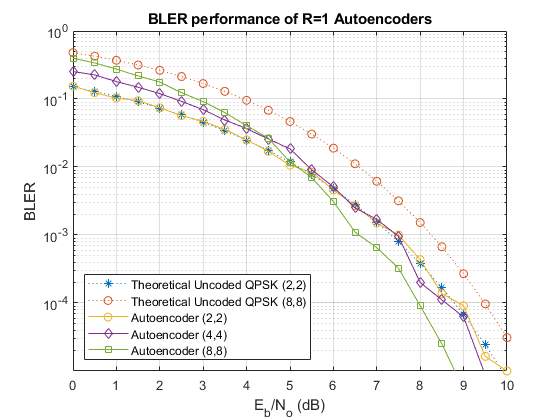 BLER performance of R=1 Autoencoders
10⁰
10⁻¹
10⁻²
10⁻³
10⁻⁴
BLER
Theoretical Uncoded QPSK (2,2)
Theoretical Uncoded QPSK (8,8)
Autoencoder (2,2)
Autoencoder (4,4)
Autoencoder (8,8)
0 1 2 3 4 5 6 7 8 9 10
E_b/N_o (dB)